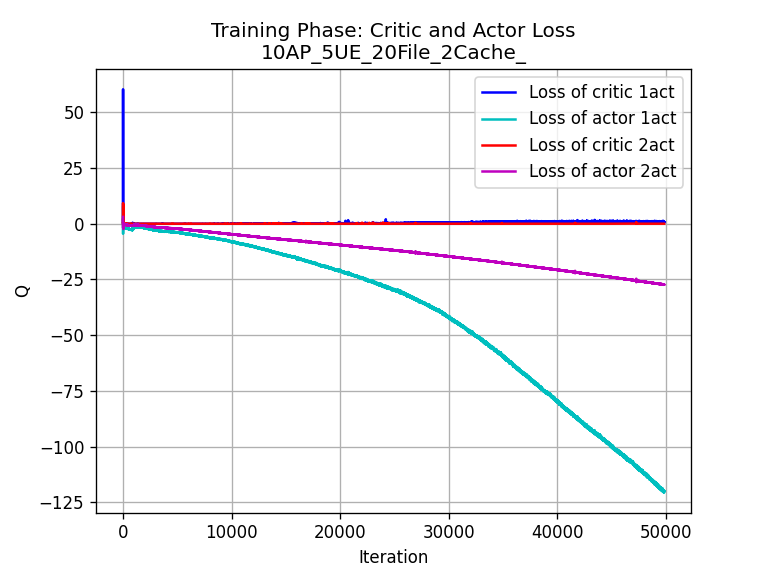 Training Phase: Critic and Actor Loss
10AP_5UE_20File_2Cache_
Loss of critic 1act
Loss of actor 1act
Loss of critic 2act
Loss of actor 2act
50
25
0
−25
−50
−75
−100
−125
Q
0
10000
20000
30000
40000
50000
Iteration